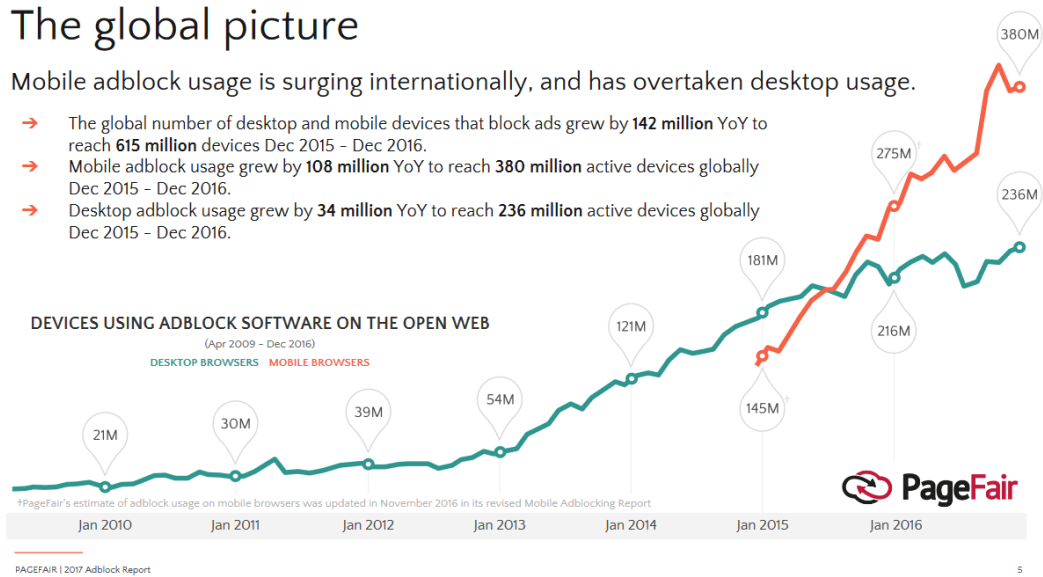 The global picture
Mobile adblock usage is surging internationally, and has overtaken desktop usage.
➔ The global number of desktop and mobile devices that block ads grew by 142 million YoY to
reach 615 million devices Dec 2015 – Dec 2016.
➔ Mobile adblock usage grew by 108 million YoY to reach 380 million active devices globally
Dec 2015 – Dec 2016.
➔ Desktop adblock usage grew by 34 million YoY to reach 236 million active devices globally
Dec 2015 – Dec 2016.
DEVICES USING ADBLOCK SOFTWARE ON THE OPEN WEB
(Apr 2009 – Dec 2016)
DESKTOP BROWSERS MOBILE BROWSERS
21M
30M
39M
54M
121M
181M
145M†
275M†
216M
380M
236M
PageFair
†PageFair's estimate of adblock usage on mobile browsers was updated in November 2016 in its revised Mobile Adblocking Report
Jan 2010 Jan 2011 Jan 2012 Jan 2013 Jan 2014 Jan 2015 Jan 2016
PAGEFAIR | 2017 Adblock Report
5